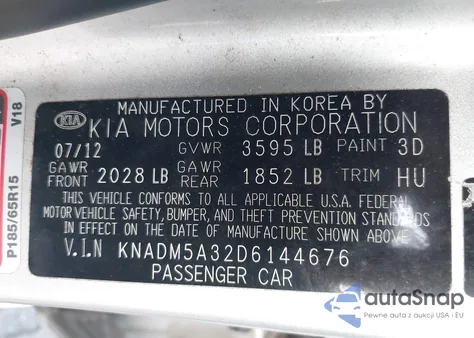 MANUFACTURED IN KOREA BY
KIA KIA MOTORS CORPORATION
07/12 GVWR 3595 LB PAINT 3D
GAWR FRONT 2028 LB GAWR REAR 1852 LB TRIM HU
THIS VEHICLE CONFORMS TO ALL APPLICABLE U.S.A. FEDERAL
MOTOR VEHICLE SAFETY, BUMPER, AND THEFT PREVENTION STANDARDS
IN EFFECT ON THE DATE OF MANUFACTURE SHOWN ABOVE.
V.I.N KNADM5A32D6144676
PASSENGER CAR
P185/65R15 V18
autoSnap
Pewne auta z aukcji USA i EU